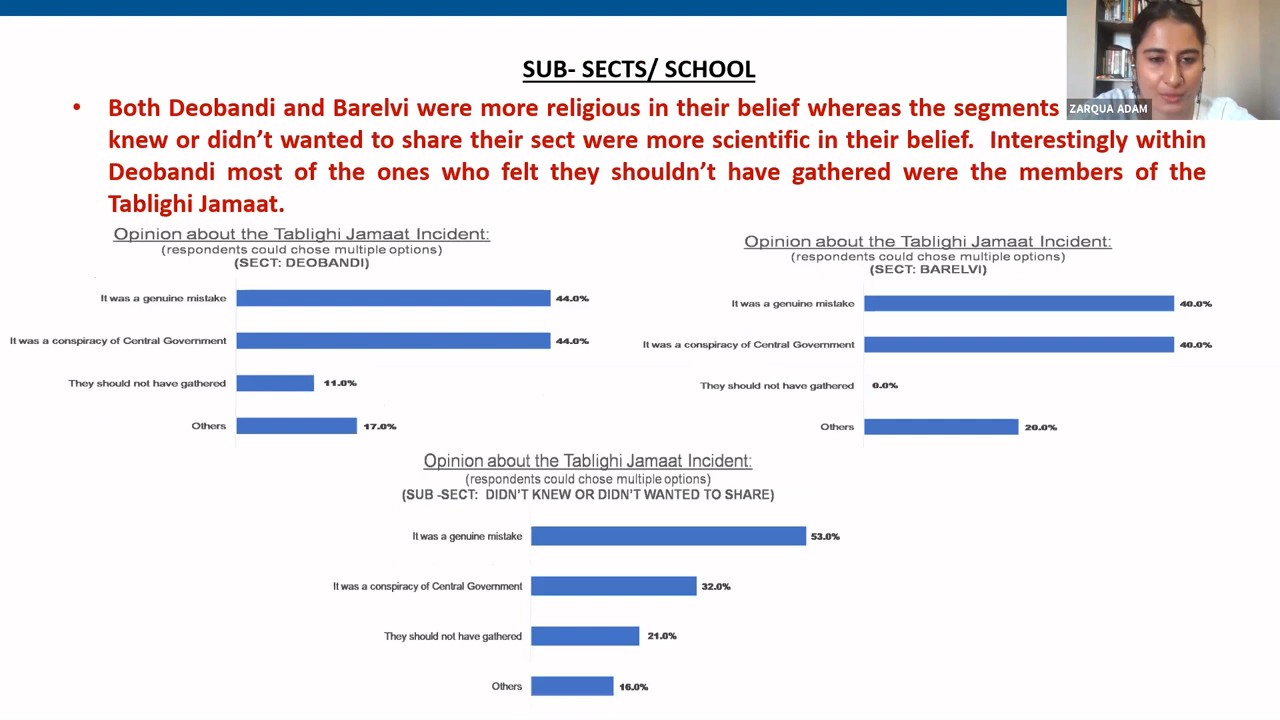 SUB- SECTS/ SCHOOL
• Both Deobandi and Barelvi were more religious in their belief whereas the segments
knew or didn't wanted to share their sect were more scientific in their belief. Interestingly within
Deobandi most of the ones who felt they shouldn't have gathered were the members of the
Tablighi Jamaat.
ZARQUA ADAM
Opinion about the Tablighi Jamaat Incident:
(respondents could chose multiple options)
(SECT: DEOBANDI)
It was a genuine mistake 44.0%
It was a conspiracy of Central Government 44.0%
They should not have gathered 11.0%
Others 17.0%
Opinion about the Tablighi Jamaat Incident:
(respondents could chose multiple options)
(SECT: BARELVI)
It was a genuine mistake 40.0%
It was a conspiracy of Central Government 40.0%
They should not have gathered 0.0%
Others 20.0%
Opinion about the Tablighi Jamaat Incident:
(respondents could chose multiple options)
(SUB -SECT: DIDN'T KNEW OR DIDN'T WANTED TO SHARE)
It was a genuine mistake 53.0%
It was a conspiracy of Central Government 32.0%
They should not have gathered 21.0%
Others 16.0%